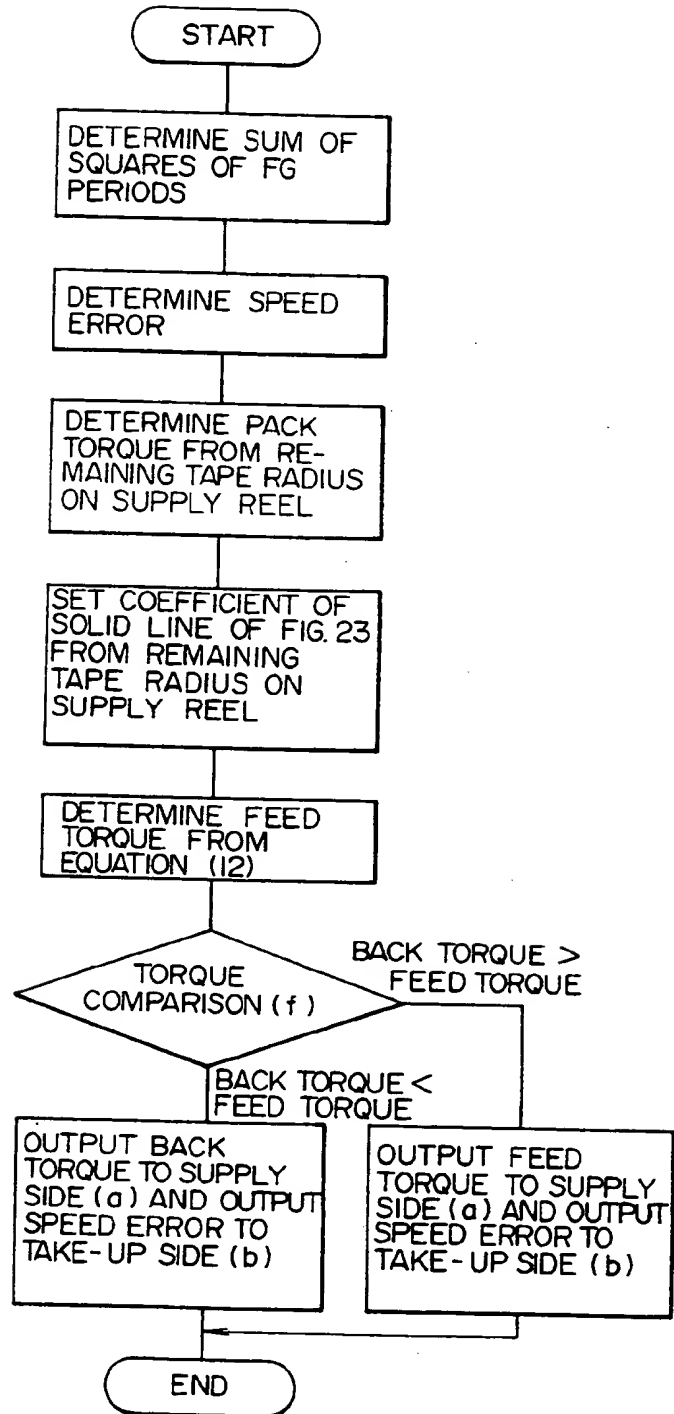 START
DETERMINE SUM OF
SQUARES OF FG
PERIODS
DETERMINE SPEED
ERROR
DETERMINE PACK
TORQUE FROM RE-
MAINING TAPE RADIUS
ON SUPPLY REEL
SET COEFFICIENT OF
SOLID LINE OF FIG. 23
FROM REMAINING
TAPE RADIUS ON
SUPPLY REEL
DETERMINE FEED
TORQUE FROM
EQUATION (12)
TORQUE
COMPARISON (f)
BACK TORQUE >
FEED TORQUE
BACK TORQUE <
FEED TORQUE
OUTPUT BACK
TORQUE TO SUPPLY
SIDE (a) AND OUTPUT
SPEED ERROR TO
TAKE-UP SIDE (b)
OUTPUT FEED
TORQUE TO SUPPLY
SIDE (a) AND OUTPUT
SPEED ERROR TO
TAKE-UP SIDE (b)
END